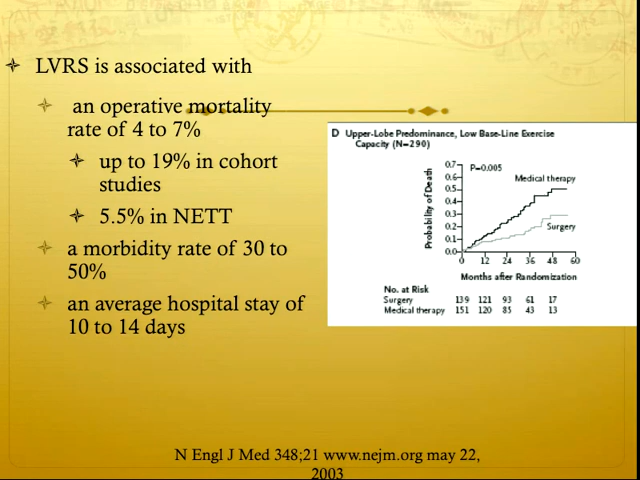 LVRS is associated with
an operative mortality
rate of 4 to 7%
up to 19% in cohort
studies
5.5% in NETT
a morbidity rate of 30 to
50%
an average hospital stay of
10 to 14 days
D Upper-Lobe Predominance, Low Base-Line Exercise
Capacity (N=290)
Probability of Death
0.7
0.6
0.5
0.4
0.3
0.2
0.1
0.0
P=0.005
Medical therapy
Surgery
0 12 24 36 48 60
Months after Randomization
No. at Risk
Surgery 139 121 93 61 17
Medical therapy 151 120 85 43 13
N Engl J Med 348;21 www.nejm.org may 22,
2003